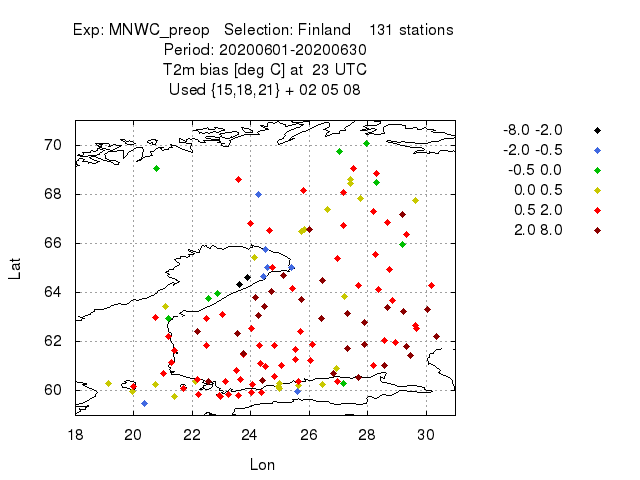 Exp: MNWC_preop   Selection: Finland    131 stations
Period: 20200601-20200630
T2m bias [deg C] at  23 UTC
Used {15,18,21} + 02 05 08
-8.0 -2.0
-2.0 -0.5
-0.5 0.0
0.0 0.5
0.5 2.0
2.0 8.0
70
68
66
64
62
60
Lat
18 20 22 24 26 28 30
Lon